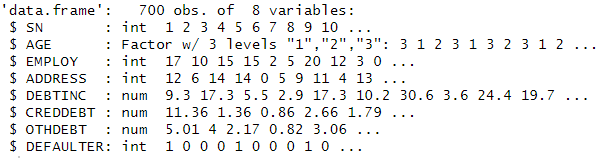 'data.frame':   700 obs. of  8 variables:
 $ SN       : int  1 2 3 4 5 6 7 8 9 10 ...
 $ AGE      : Factor w/ 3 levels "1","2","3": 3 1 2 3 1 3 2 3 1 2 ...
 $ EMPLOY   : int  17 10 15 15 2 5 20 12 3 0 ...
 $ ADDRESS  : int  12 6 14 14 0 5 9 11 4 13 ...
 $ DEBTINC  : num  9.3 17.3 5.5 2.9 17.3 10.2 30.6 3.6 24.4 19.7 ...
 $ CREDDEBT : num  11.36 1.36 0.86 2.66 1.79 ...
 $ OTHDEBT  : num  5.01 4 2.17 0.82 3.06 ...
 $ DEFAULTER: int  1 0 0 0 1 0 0 0 1 0 ...